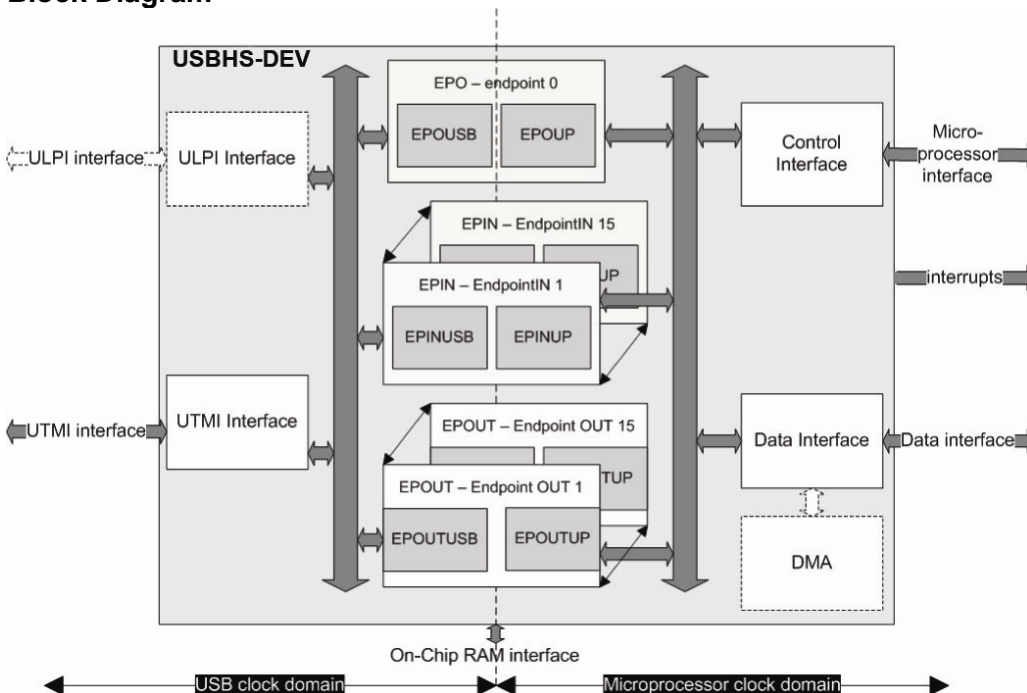 Block Diagram
USBHS-DEV
EPO – endpoint 0
EPOUSB
EPOUP
ULPI interface
ULPI Interface
Control
Interface
Micro-
processor
interface
EPIN – EndpointIN 15
UP
EPIN – EndpointIN 1
EPINUSB
EPINUP
interrupts
UTMI interface
UTMI Interface
EPOUT – Endpoint OUT 15
TUP
EPOUT – Endpoint OUT 1
EPOUTUSB
EPOUTUP
Data Interface
Data interface
DMA
On-Chip RAM interface
USB clock domain
Microprocessor clock domain